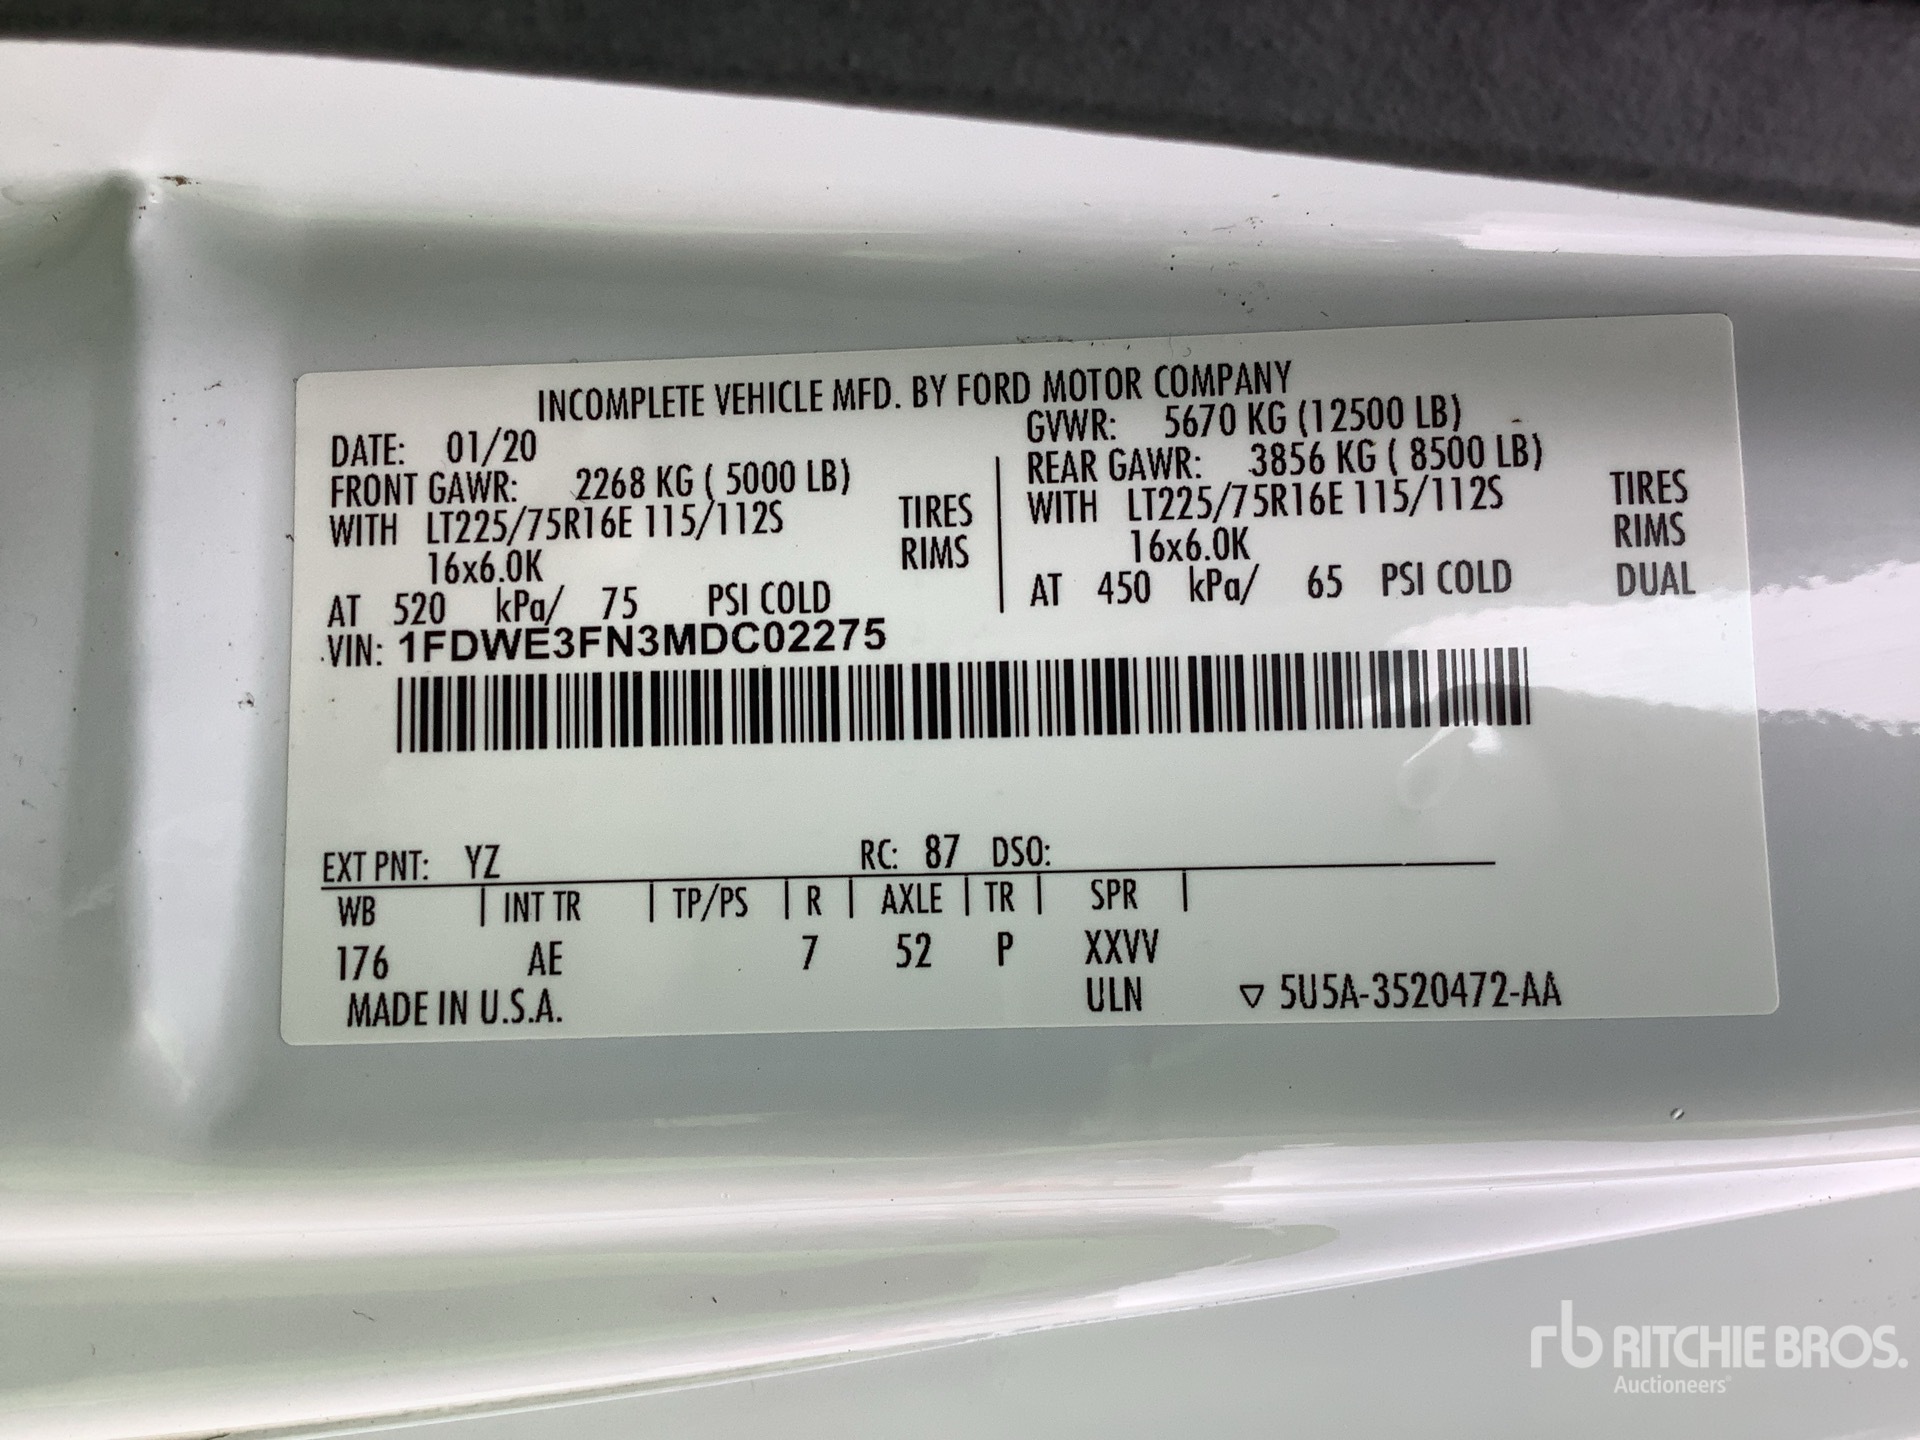 INCOMPLETE VEHICLE MFD. BY FORD MOTOR COMPANY
DATE: 01/20
GVWR: 5670 KG (12500 LB)
FRONT GAWR: 2268 KG ( 5000 LB)
REAR GAWR: 3856 KG ( 8500 LB)
WITH LT225/75R16E 115/112S TIRES
WITH LT225/75R16E 115/112S TIRES
16x6.0K RIMS
16x6.0K RIMS
AT 520 kPa/ 75 PSI COLD
AT 450 kPa/ 65 PSI COLD DUAL
VIN: 1FDWE3FN3MDC02275
EXT PNT: YZ RC: 87 DSO:
WB | INT TR | TP/PS | R | AXLE | TR | SPR |
176 AE 7 52 P XXVV
MADE IN U.S.A. ULN ▽ 5U5A-3520472-AA
rb RITCHIE BROS.
Auctioneers